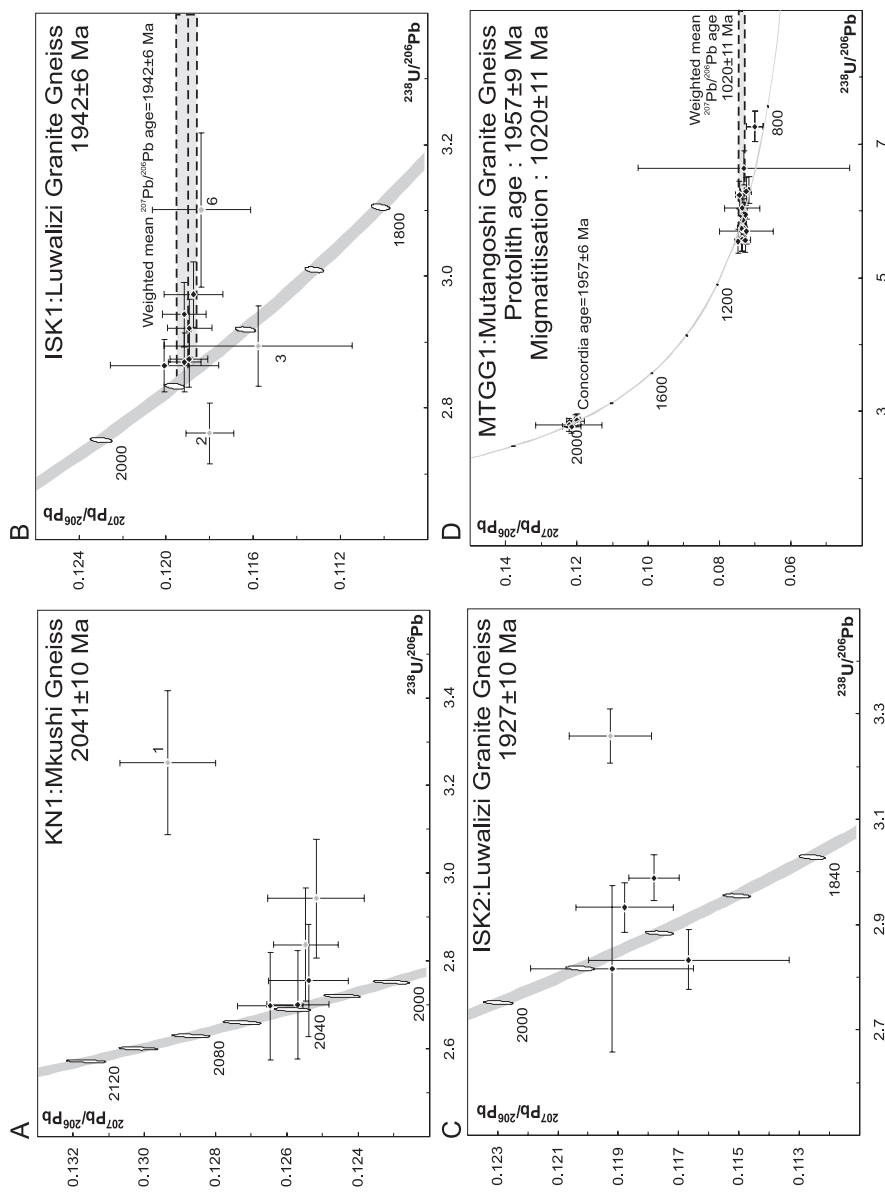 A
KN1:Mkushi Gneiss
2041±10 Ma
207Pb/206Pb
0.132
0.130
0.128
0.126
0.124
2120
2080
2040
2000
1
2.6
2.8
3.0
3.2
3.4
238U/206Pb
B
ISK1:Luwalizi Granite Gneiss
1942±6 Ma
207Pb/206Pb
0.124
0.120
0.116
0.112
Weighted mean 207Pb/206Pb age=1942±6 Ma
2000
1800
2
3
6
2.8
3.0
3.2
238U/206Pb
C
ISK2:Luwalizi Granite Gneiss
1927±10 Ma
207Pb/206Pb
0.123
0.121
0.119
0.117
0.115
0.113
2000
1840
2.7
2.9
3.1
3.3
238U/206Pb
D
MTGG1:Mutangoshi Granite Gneiss
Protolith age : 1957±9 Ma
Migmatitisation : 1020±11 Ma
207Pb/206Pb
0.14
0.12
0.10
0.08
0.06
Concordia age=1957±6 Ma
Weighted mean
207Pb/206Pb age
1020±11 Ma
2000
1600
1200
800
3
5
7
238U/206Pb